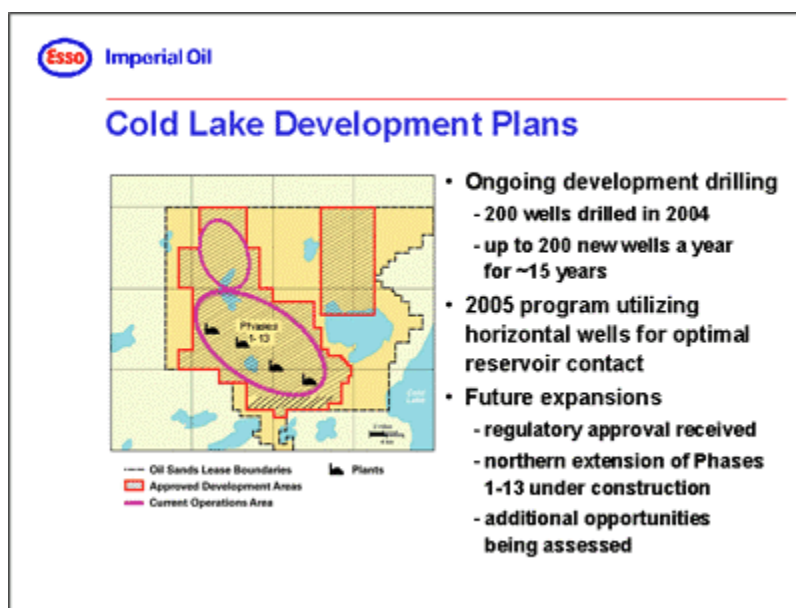 Esso Imperial Oil
Cold Lake Development Plans
Phases
1-13
Cold
Lake
Oil Sands Lease Boundaries
Plants
Approved Development Areas
Current Operations Area
• Ongoing development drilling
- 200 wells drilled in 2004
- up to 200 new wells a year
for ~15 years
• 2005 program utilizing
horizontal wells for optimal
reservoir contact
• Future expansions
- regulatory approval received
- northern extension of Phases
1-13 under construction
- additional opportunities
being assessed